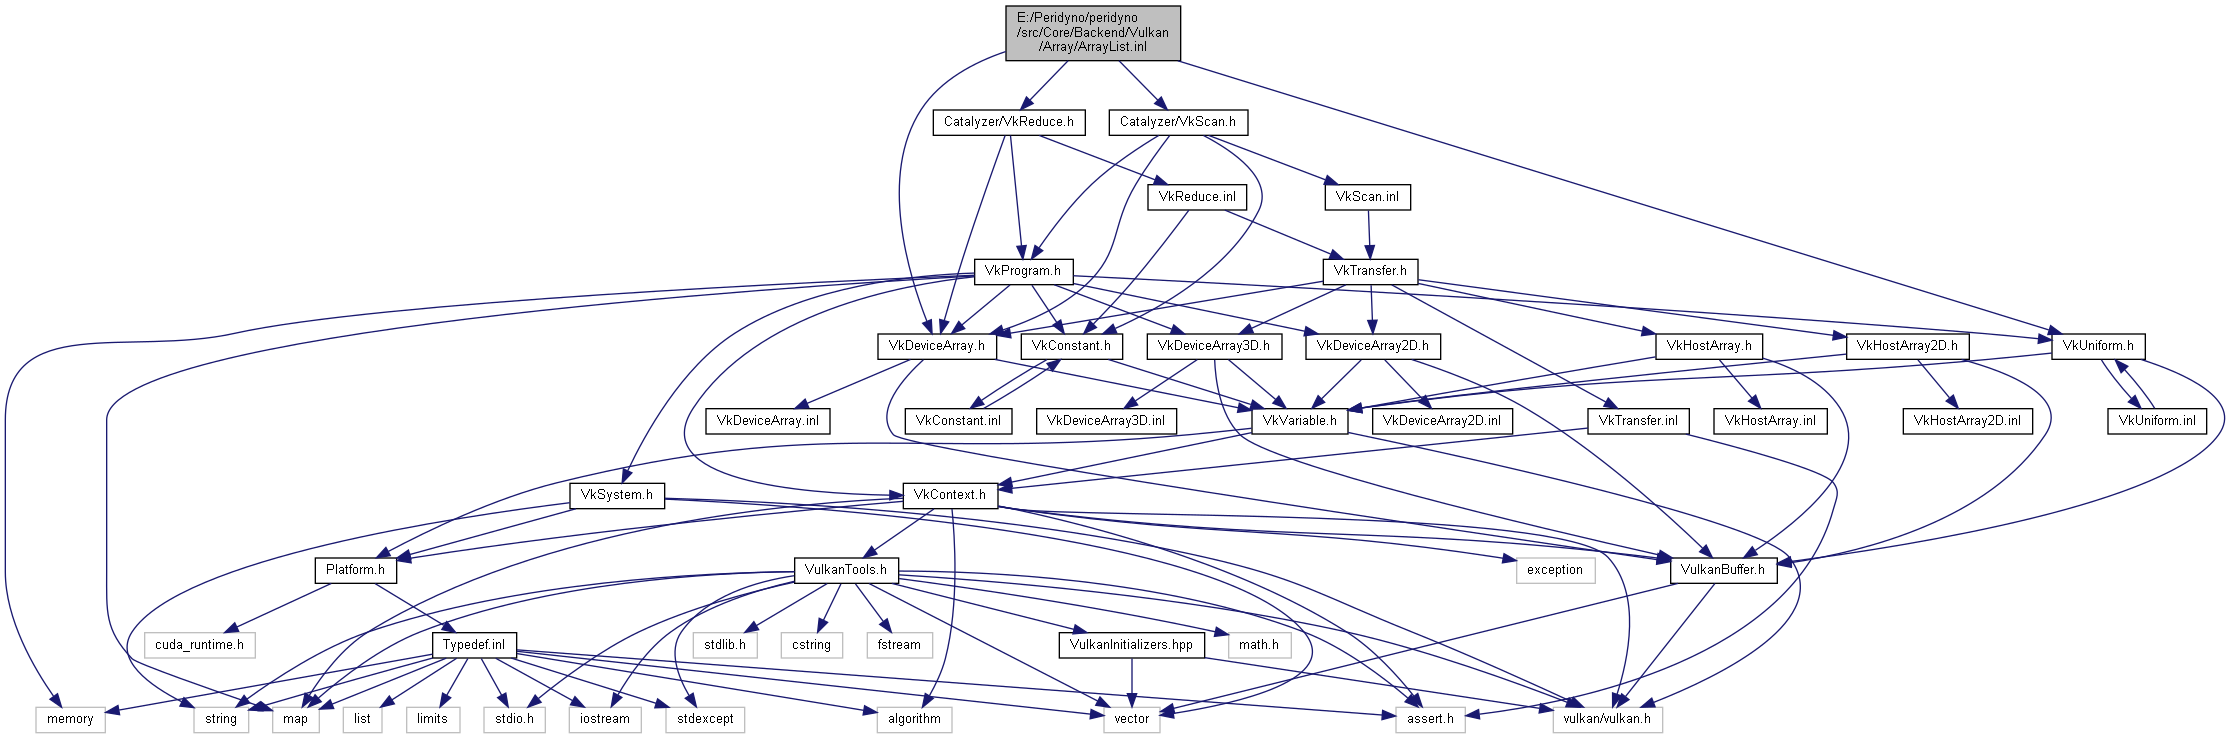 E:/Peridyno/peridyno
/src/Core/Backend/Vulkan
/Array/ArrayList.inl
Catalyzer/VkReduce.h
Catalyzer/VkScan.h
VkReduce.inl
VkScan.inl
VkProgram.h
VkTransfer.h
VkDeviceArray.h
VkConstant.h
VkDeviceArray3D.h
VkDeviceArray2D.h
VkHostArray.h
VkHostArray2D.h
VkUniform.h
VkDeviceArray.inl
VkConstant.inl
VkDeviceArray3D.inl
VkVariable.h
VkDeviceArray2D.inl
VkTransfer.inl
VkHostArray.inl
VkHostArray2D.inl
VkUniform.inl
VkSystem.h
VkContext.h
Platform.h
VulkanTools.h
exception
VulkanBuffer.h
cuda_runtime.h
Typedef.inl
stdlib.h
cstring
fstream
VulkanInitializers.hpp
math.h
memory
string
map
list
limits
stdio.h
iostream
stdexcept
algorithm
vector
assert.h
vulkan/vulkan.h